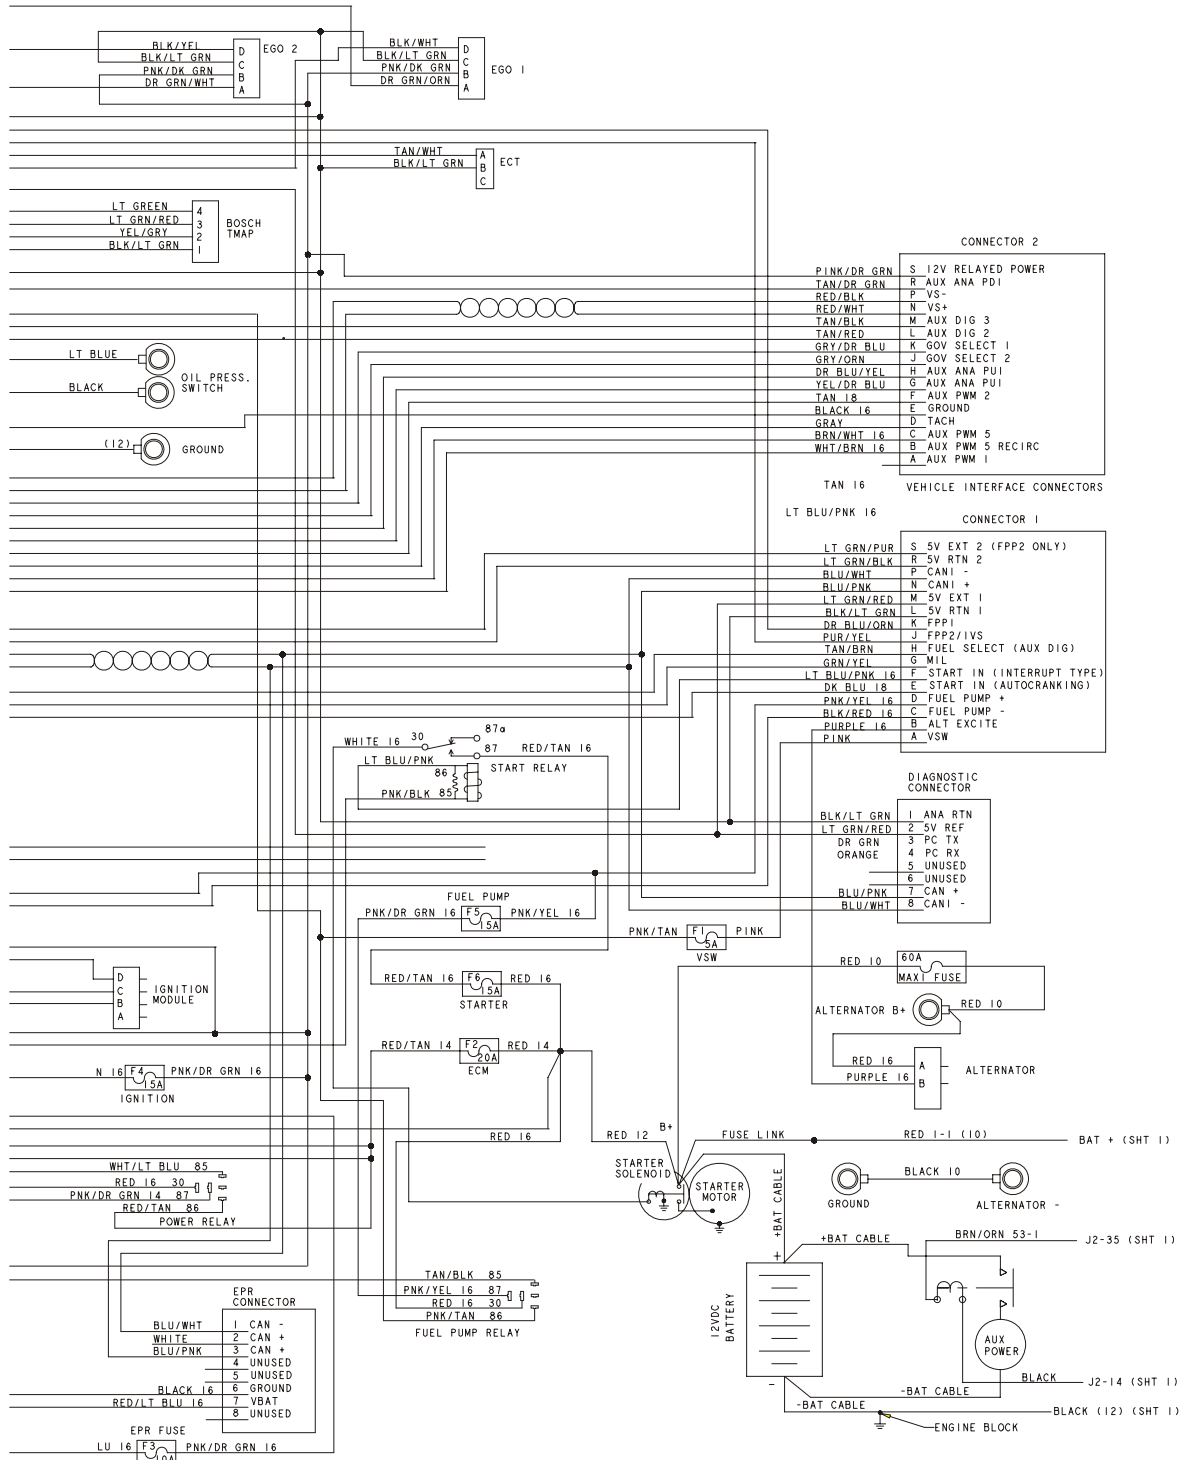 BLK/YEL
BLK/LT GRN
PNK/DK GRN
DR GRN/WHT
D
C
B
A
EGO 2
BLK/WHT
BLK/LT GRN
PNK/DK GRN
DR GRN/ORN
D
C
B
A
EGO 1
TAN/WHT
BLK/LT GRN
A
B
C
ECT
LT GREEN 4
LT GRN/RED 3
YEL/GRY 2
BLK/LT GRN 1
BOSCH
TMAP
CONNECTOR 2
PINK/DR GRN S 12V RELAYED POWER
TAN/DR GRN R AUX ANA PD1
RED/BLK P VS-
RED/WHT N VS+
TAN/BLK M AUX DIG 3
TAN/RED L AUX DIG 2
GRY/DR BLU K GOV SELECT 1
GRY/ORN J GOV SELECT 2
DR BLU/YEL H AUX ANA PU1
YEL/DR BLU G AUX ANA PU1
TAN 18 F AUX PWM 2
BLACK 16 E GROUND
GRAY D TACH
BRN/WHT 16 C AUX PWM 5
WHT/BRN 16 B AUX PWM 5 RECIRC
A AUX PWM 1
TAN 16
VEHICLE INTERFACE CONNECTORS
LT BLU/PNK 16
LT BLUE
BLACK
OIL PRESS.
SWITCH
(12)
GROUND
CONNECTOR 1
LT GRN/PUR S 5V EXT 2 (FPP2 ONLY)
LT GRN/BLK R 5V RTN 2
BLU/WHT P CAN1 -
BLU/PNK N CAN1 +
LT GRN/RED M 5V EXT 1
BLK/LT GRN L 5V RTN 1
DR BLU/ORN K FPP1
PUR/YEL J FPP2/IVS
TAN/BRN H FUEL SELECT (AUX DIG)
GRN/YEL G MIL
LT BLU/PNK 16 F START IN (INTERRUPT TYPE)
DK BLU 18 E START IN (AUTOCRANKING)
PNK/YEL 16 D FUEL PUMP +
BLK/RED 16 C FUEL PUMP -
PURPLE 16 B ALT EXCITE
PINK A VSW
WHITE 16 30
87a
87
RED/TAN 16
LT BLU/PNK
86
START RELAY
PNK/BLK 85
DIAGNOSTIC
CONNECTOR
BLK/LT GRN 1 ANA RTN
LT GRN/RED 2 5V REF
DR GRN 3 PC TX
ORANGE 4 PC RX
5 UNUSED
6 UNUSED
BLU/PNK 7 CAN +
BLU/WHT 8 CAN1 -
FUEL PUMP
PNK/DR GRN 16 F5 15A PNK/YEL 16
PNK/TAN F1 5A PINK
VSW
RED 10 60A
MAXI FUSE
ALTERNATOR B+ RED 10
D
C
B
A
IGNITION
MODULE
RED/TAN 16 F6 15A RED 16
STARTER
RED/TAN 14 F2 20A RED 14
ECM
RED 16 A
PURPLE 16 B
ALTERNATOR
N 16 F4 15A PNK/DR GRN 16
IGNITION
RED 16
RED 12
B+
FUSE LINK
RED 1-1 (10)
BAT + (SHT 1)
STARTER
SOLENOID
STARTER
MOTOR
+BAT CABLE
BLACK 10
GROUND
ALTERNATOR -
WHT/LT BLU 85
RED 16 30
PNK/DR GRN 14 87
RED/TAN 86
POWER RELAY
+BAT CABLE
BRN/ORN 53-1
J2-35 (SHT 1)
+
12VDC
BATTERY
-
AUX
POWER
BLACK
J2-14 (SHT 1)
-BAT CABLE
-BAT CABLE
BLACK (12) (SHT 1)
ENGINE BLOCK
TAN/BLK 85
PNK/YEL 16 87
RED 16 30
PNK/TAN 86
FUEL PUMP RELAY
EPR
CONNECTOR
BLU/WHT 1 CAN -
WHITE 2 CAN +
BLU/PNK 3 CAN +
4 UNUSED
5 UNUSED
BLACK 16 6 GROUND
RED/LT BLU 16 7 VBAT
8 UNUSED
EPR FUSE
LU 16 F3 10A PNK/DR GRN 16